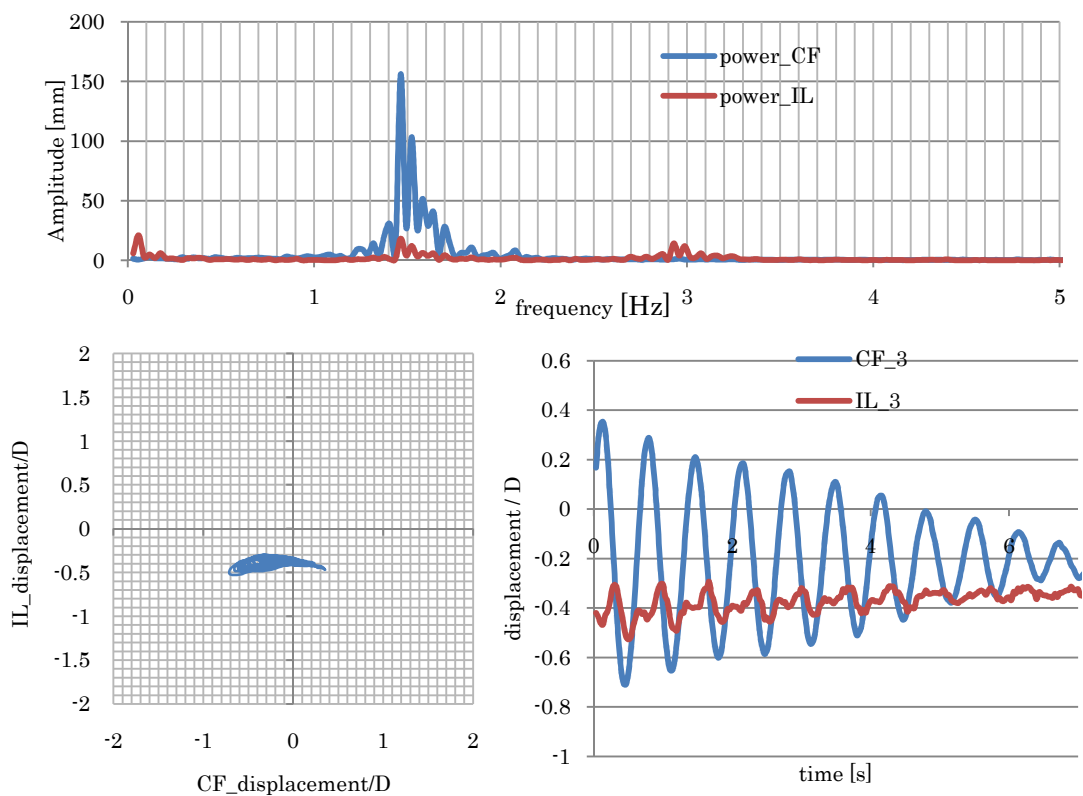 200
150
100
50
0
Amplitude [mm]
power_CF
power_IL
0 1 2 3 4 5
frequency [Hz]
2
1.5
1
0.5
0
-0.5
-1
-1.5
-2
IL_displacement/D
-2 -1 0 1 2
CF_displacement/D
0.6
0.4
0.2
0
-0.2
-0.4
-0.6
-0.8
-1
displacement / D
CF_3
IL_3
0 2 4 6
time [s]